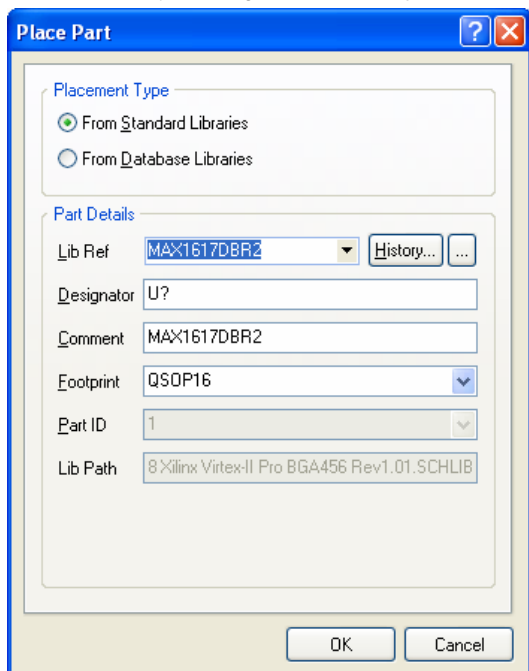 Place Part
Placement Type
From Standard Libraries
From Database Libraries
Part Details
Lib Ref MAX1617DBR2 History... ...
Designator U?
Comment MAX1617DBR2
Footprint QSOP16
Part ID 1
Lib Path 8 Xilinx Virtex-II Pro BGA456 Rev1.01.SCHLIB
OK Cancel